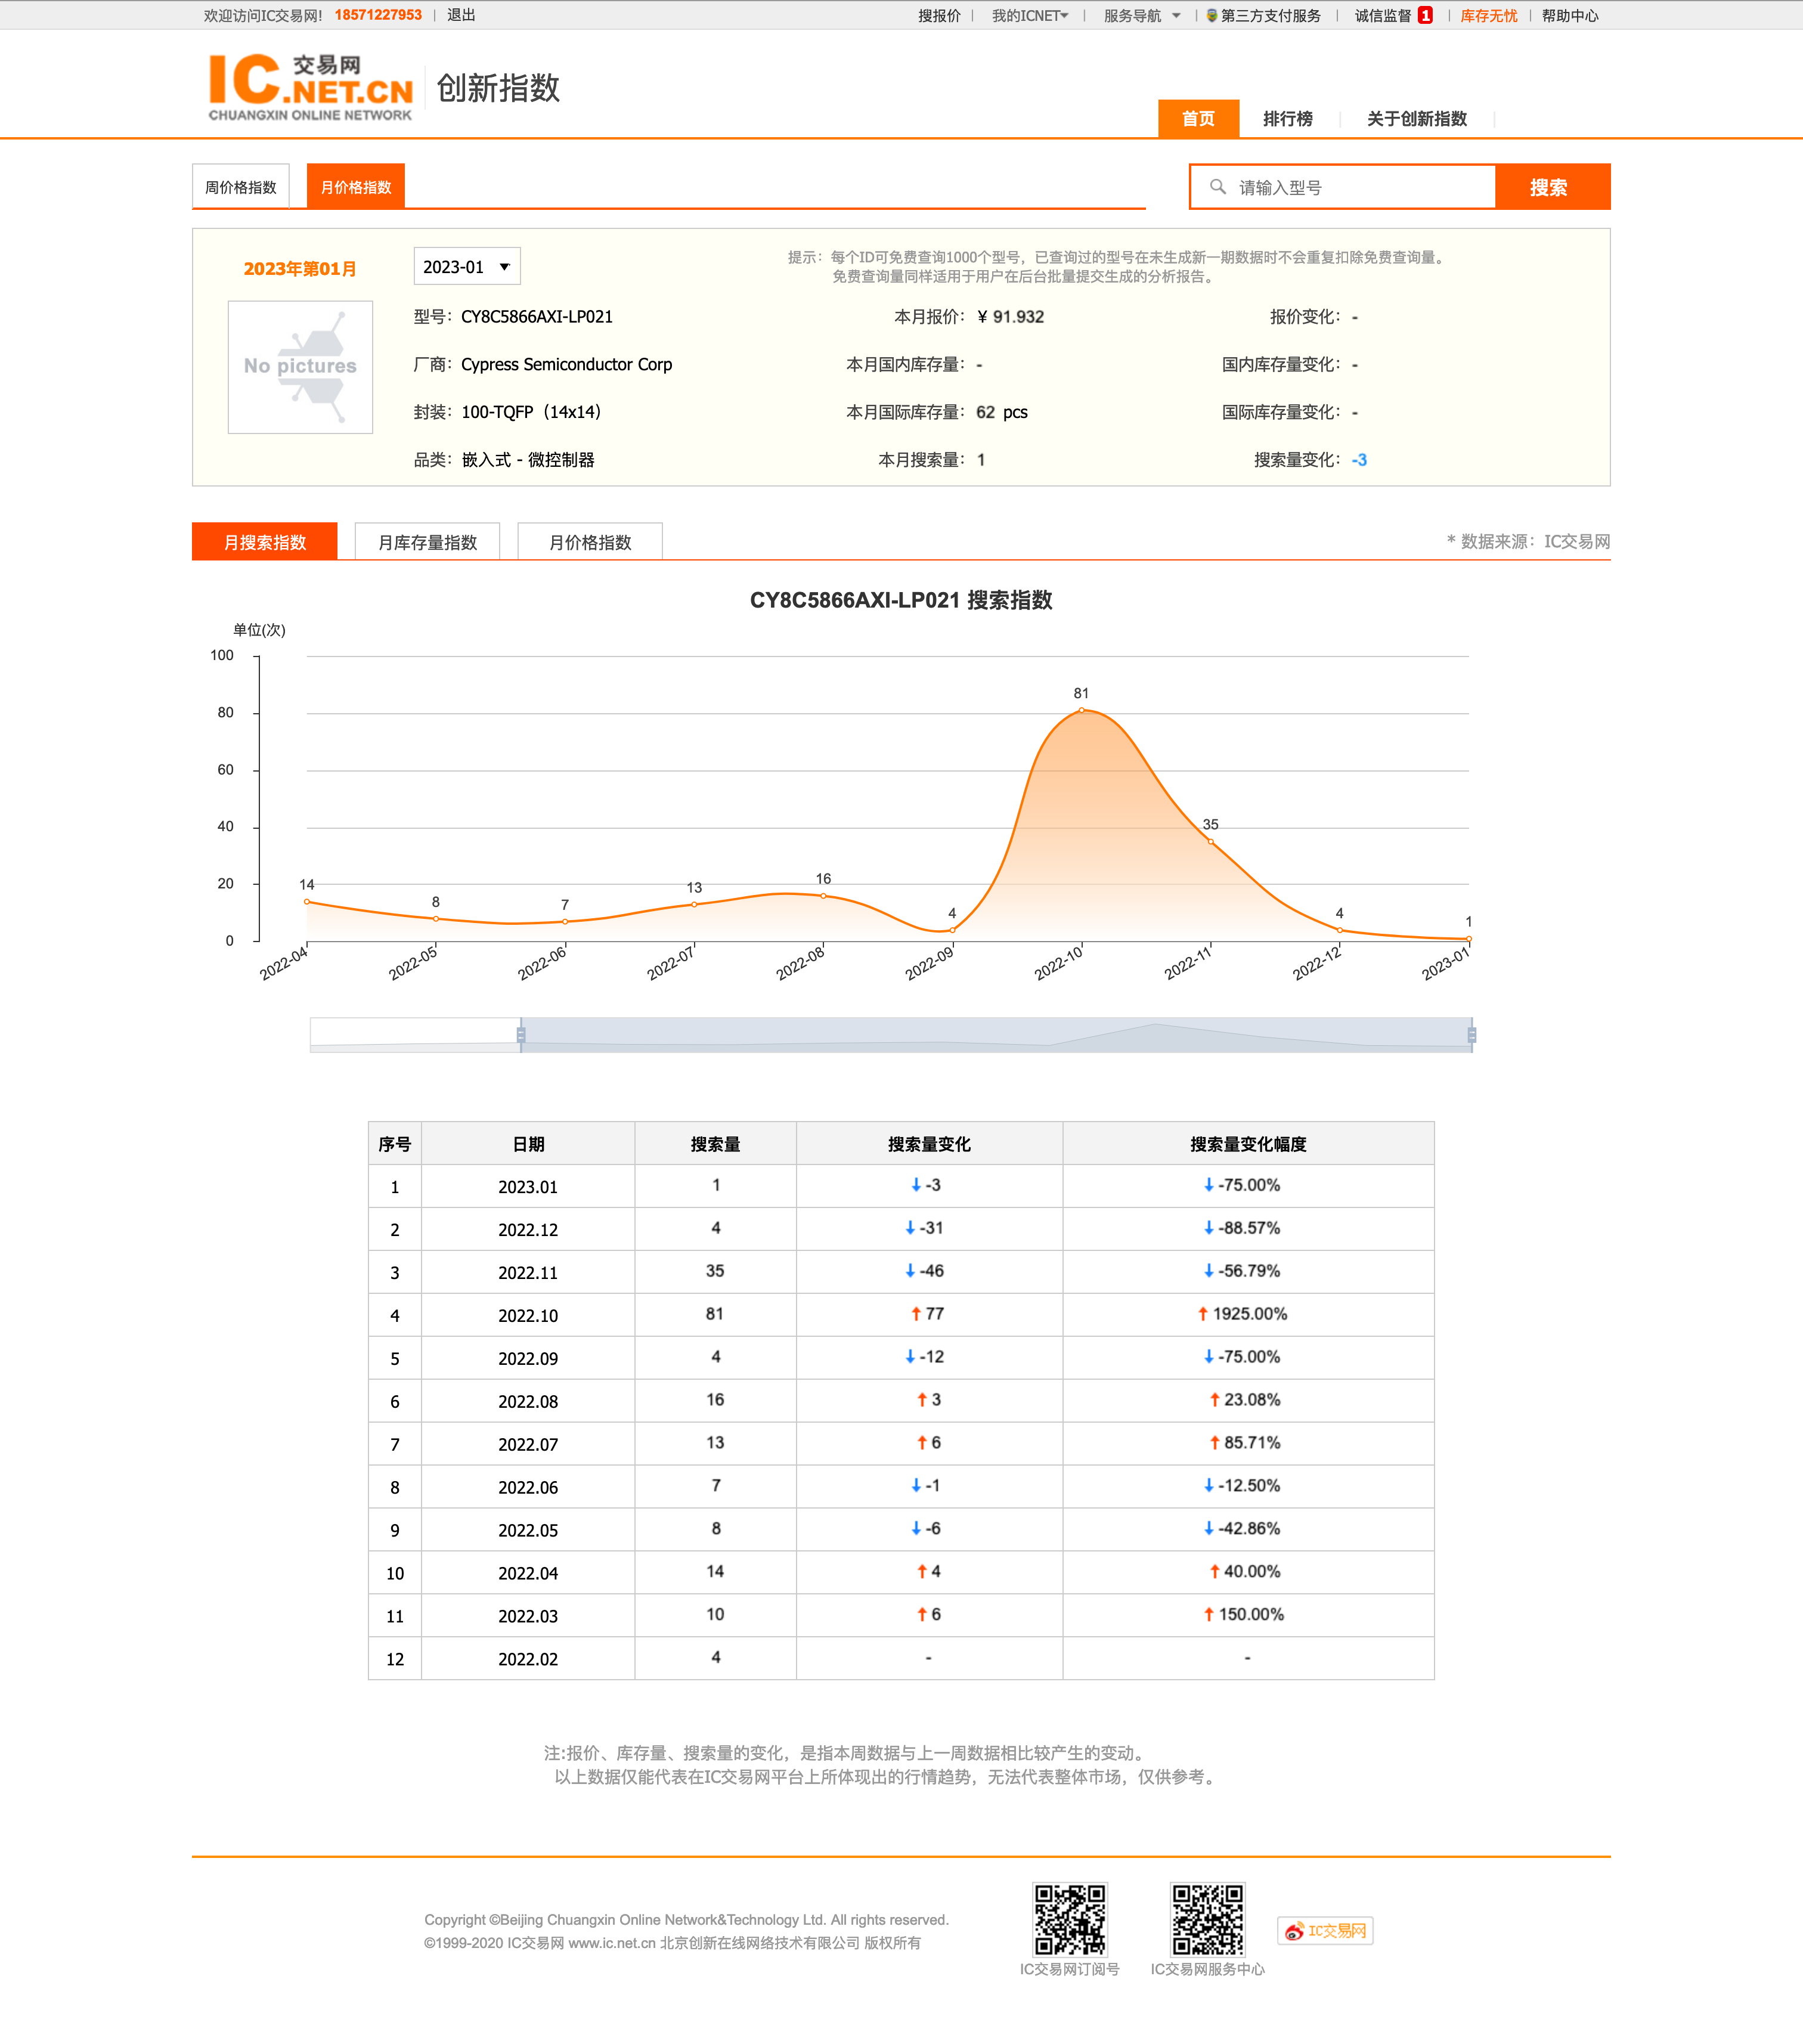 欢迎访问IC交易网! 18571227953 | 退出
搜报价 | 我的ICNET | 服务导航 | 第三方支付服务 | 诚信监督 1 | 库存无忧 | 帮助中心
IC.NET.CN 交易网
CHUANGXIN ONLINE NETWORK
创新指数
首页 排行榜 关于创新指数
周价格指数 月价格指数
请输入型号 搜索
2023年第01月 2023-01
提示：每个ID可免费查询1000个型号，已查询过的型号在未生成新一期数据时不会重复扣除免费查询量。
免费查询量同样适用于用户在后台批量提交生成的分析报告。
No pictures
型号：CY8C5866AXI-LP021 本月报价：¥ 91.932 报价变化：-
厂商：Cypress Semiconductor Corp 本月国内库存量：- 国内库存量变化：-
封装：100-TQFP（14x14） 本月国际库存量：62 pcs 国际库存量变化：-
品类：嵌入式 - 微控制器 本月搜索量：1 搜索量变化：-3
月搜索指数 月库存量指数 月价格指数 * 数据来源：IC交易网
CY8C5866AXI-LP021 搜索指数
单位(次)
100
80
60
40
20
0
14 8 7 13 16 4 81 35 4 1
2022-04 2022-05 2022-06 2022-07 2022-08 2022-09 2022-10 2022-11 2022-12 2023-01
序号 日期 搜索量 搜索量变化 搜索量变化幅度
1 2023.01 1 ↓ -3 ↓ -75.00%
2 2022.12 4 ↓ -31 ↓ -88.57%
3 2022.11 35 ↓ -46 ↓ -56.79%
4 2022.10 81 ↑ 77 ↑ 1925.00%
5 2022.09 4 ↓ -12 ↓ -75.00%
6 2022.08 16 ↑ 3 ↑ 23.08%
7 2022.07 13 ↑ 6 ↑ 85.71%
8 2022.06 7 ↓ -1 ↓ -12.50%
9 2022.05 8 ↓ -6 ↓ -42.86%
10 2022.04 14 ↑ 4 ↑ 40.00%
11 2022.03 10 ↑ 6 ↑ 150.00%
12 2022.02 4 - -
注:报价、库存量、搜索量的变化，是指本周数据与上一周数据相比较产生的变动。
以上数据仅能代表在IC交易网平台上所体现出的行情趋势，无法代表整体市场，仅供参考。
Copyright ©Beijing Chuangxin Online Network&Technology Ltd. All rights reserved.
©1999-2020 IC交易网 www.ic.net.cn 北京创新在线网络技术有限公司 版权所有
IC交易网订阅号 IC交易网服务中心
IC交易网